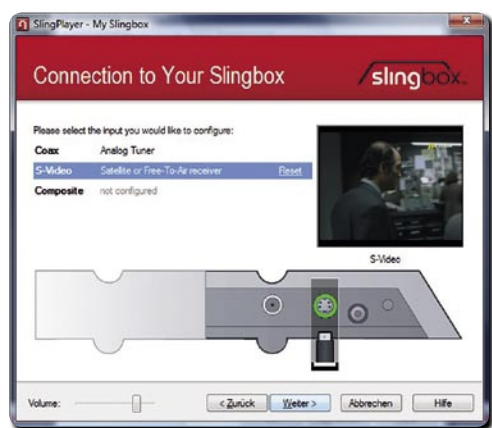 SlingPlayer - My Slingbox
Connection to Your Slingbox
slingbox.
Please select the input you would like to configure:
Coax Analog Tuner
S-Video Satellite or Free-To-Air receiver Reset
Composite not configured
S-Video
Volume: < Zurück Weiter > Abbrechen Hilfe